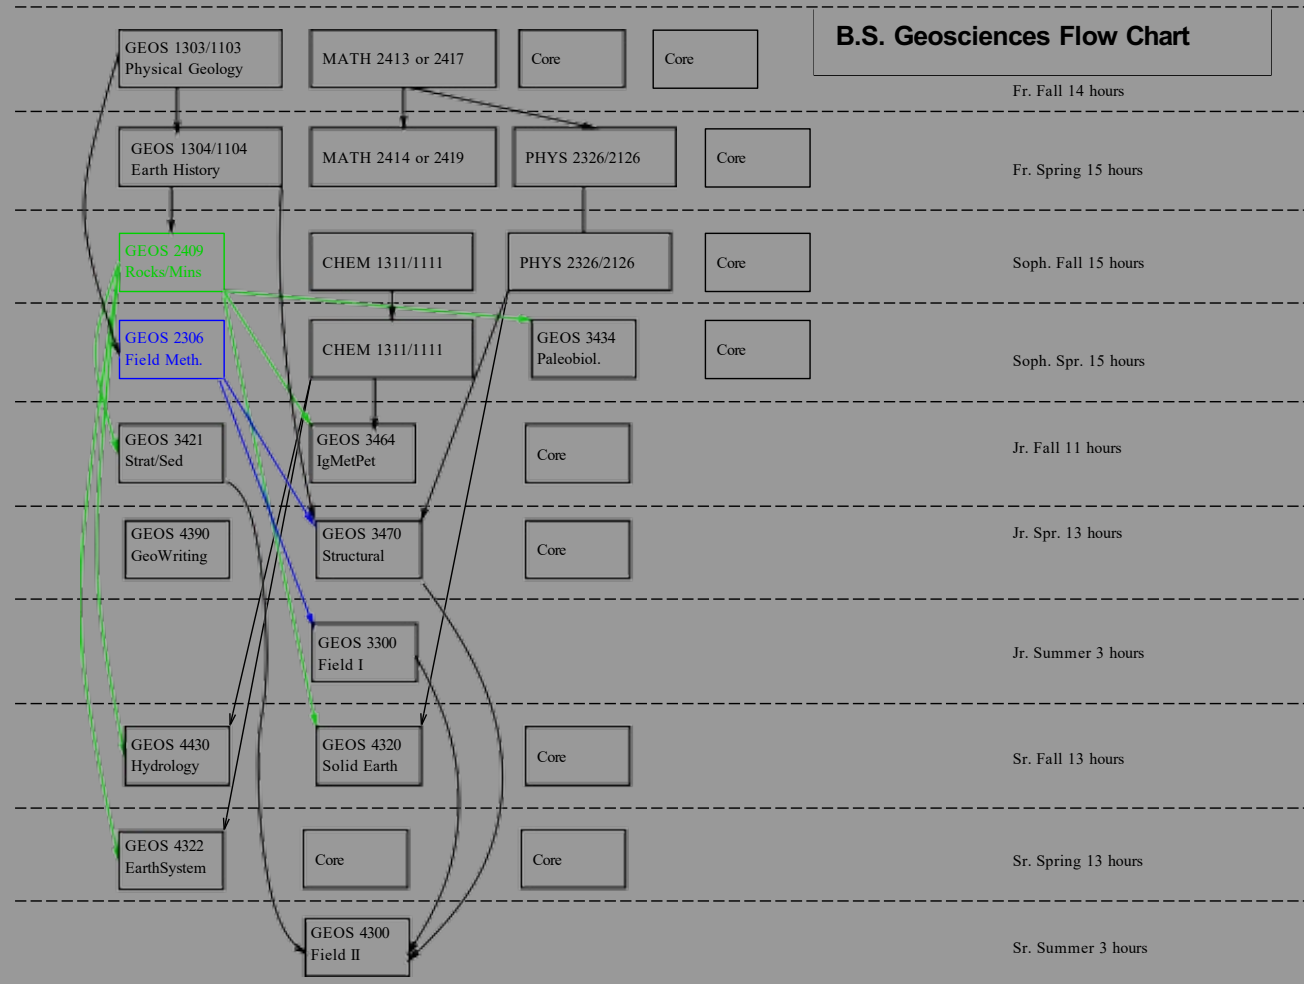 B.S. Geosciences Flow Chart
GEOS 1303/1103
Physical Geology
MATH 2413 or 2417
Core
Core
Fr. Fall 14 hours
GEOS 1304/1104
Earth History
MATH 2414 or 2419
PHYS 2326/2126
Core
Fr. Spring 15 hours
GEOS 2409
Rocks/Mins
CHEM 1311/1111
PHYS 2326/2126
Core
Soph. Fall 15 hours
GEOS 2306
Field Meth.
CHEM 1311/1111
GEOS 3434
Paleobiol.
Core
Soph. Spr. 15 hours
GEOS 3421
Strat/Sed
GEOS 3464
IgMetPet
Core
Jr. Fall 11 hours
GEOS 4390
GeoWriting
GEOS 3470
Structural
Core
Jr. Spr. 13 hours
GEOS 3300
Field I
Jr. Summer 3 hours
GEOS 4430
Hydrology
GEOS 4320
Solid Earth
Core
Sr. Fall 13 hours
GEOS 4322
EarthSystem
Core
Core
Sr. Spring 13 hours
GEOS 4300
Field II
Sr. Summer 3 hours